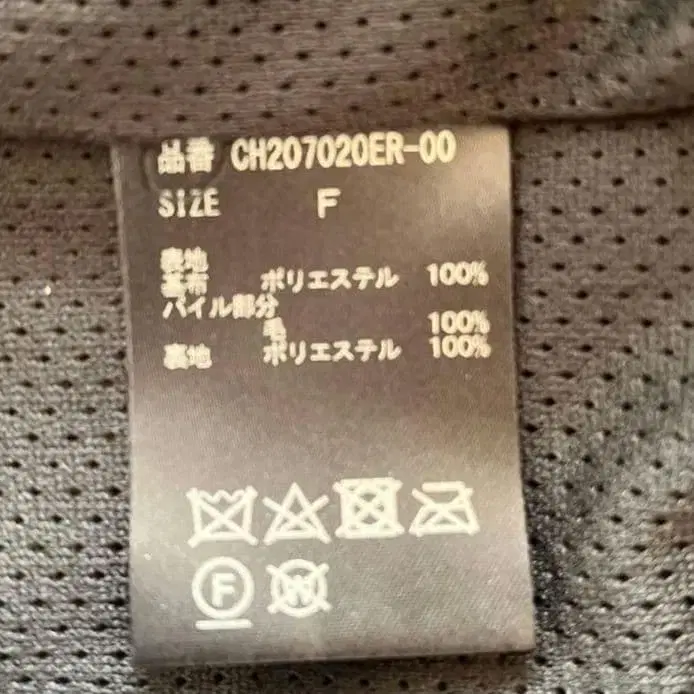 品番 CH207020ER-00
SIZE F
表地
基布 ポリエステル 100%
パイル部分
毛 100%
裏地 ポリエステル 100%
F
W